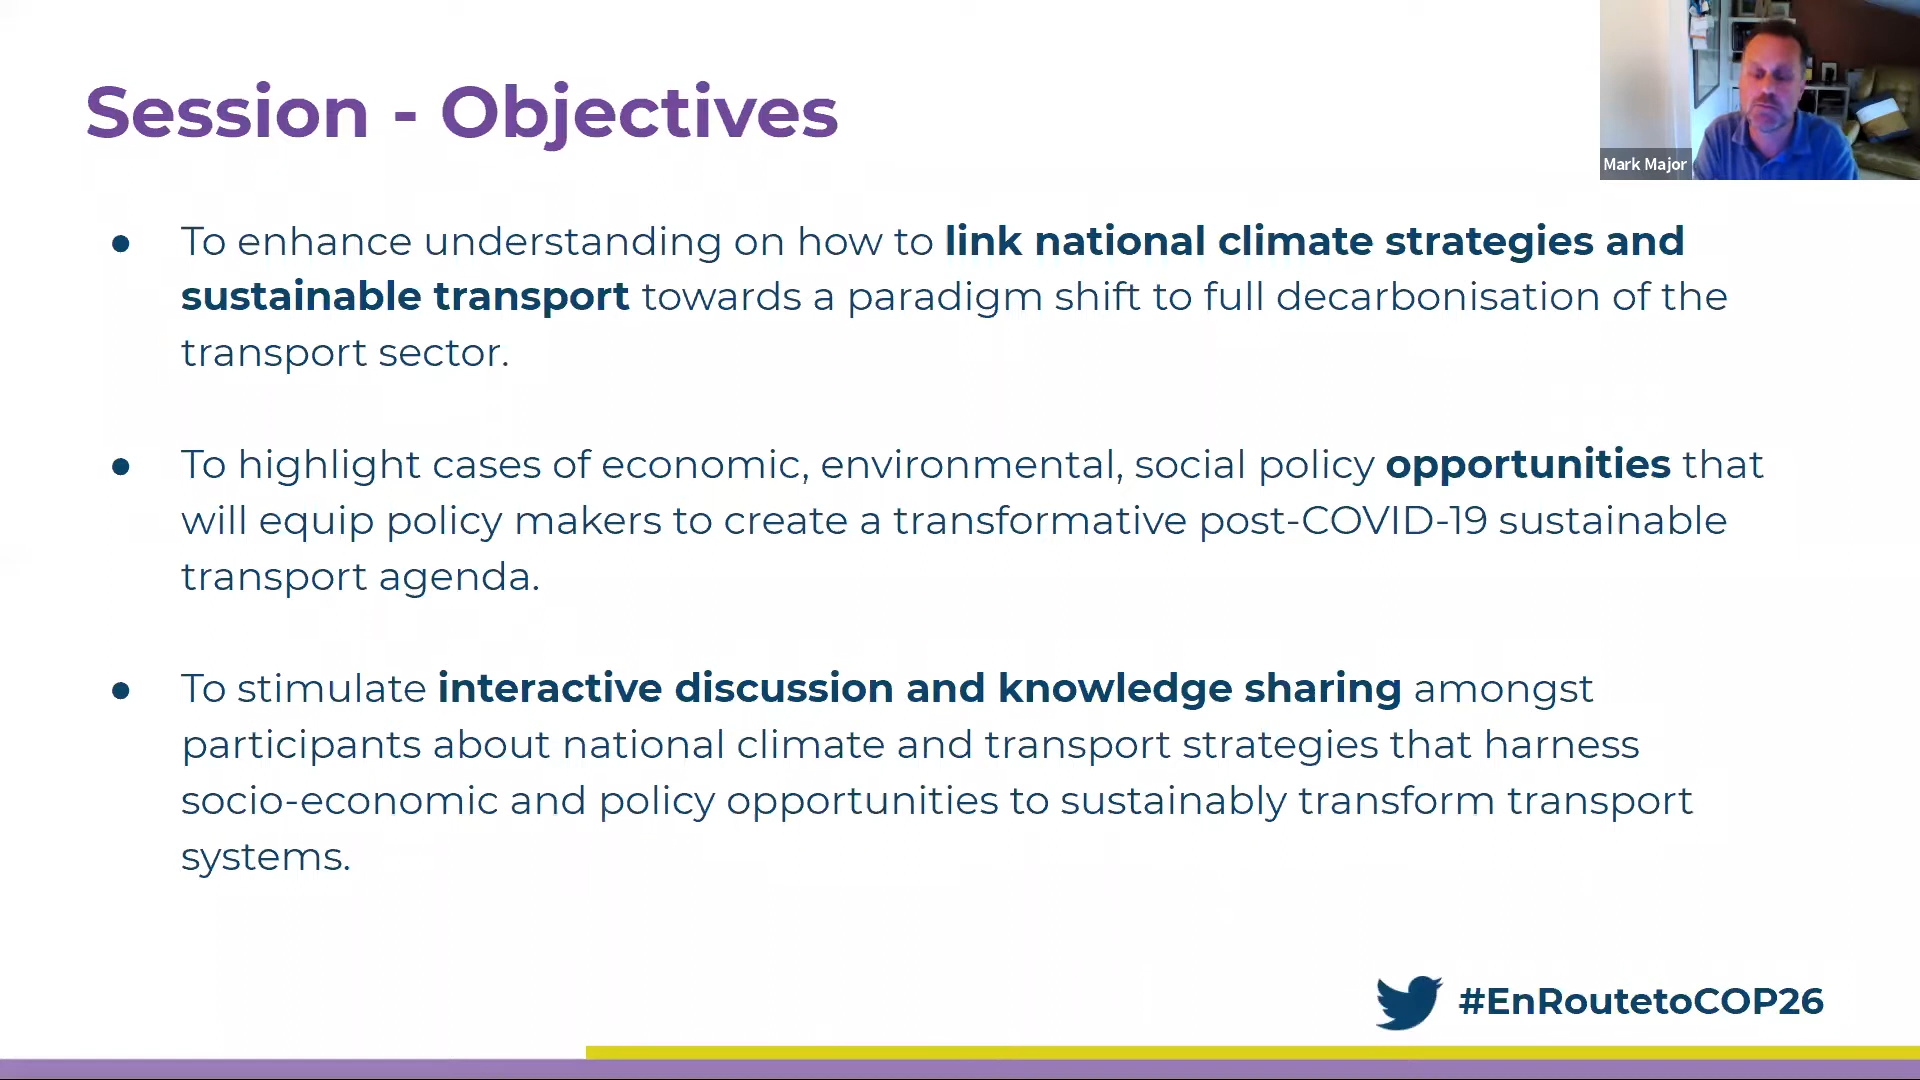 Session - Objectives
Mark Major
● To enhance understanding on how to link national climate strategies and
sustainable transport towards a paradigm shift to full decarbonisation of the
transport sector.
● To highlight cases of economic, environmental, social policy opportunities that
will equip policy makers to create a transformative post-COVID-19 sustainable
transport agenda.
● To stimulate interactive discussion and knowledge sharing amongst
participants about national climate and transport strategies that harness
socio-economic and policy opportunities to sustainably transform transport
systems.
#EnRoutetoCOP26